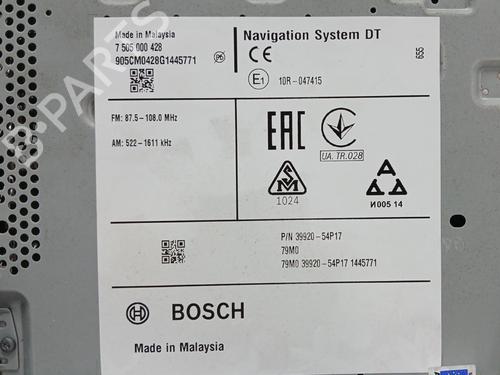 Made in Malaysia
7 505 000 428
905CM0428G1445771
Navigation System DT
CE
E1
10R-047415
655
FM: 87.5-108.0 MHz
AM: 522-1611 kHz
EAC
UA.TR.028
SM
1024
И005 14
P/N 39920-54P17
79M0
79M0 39920-54P17 1445771
BOSCH
Made in Malaysia